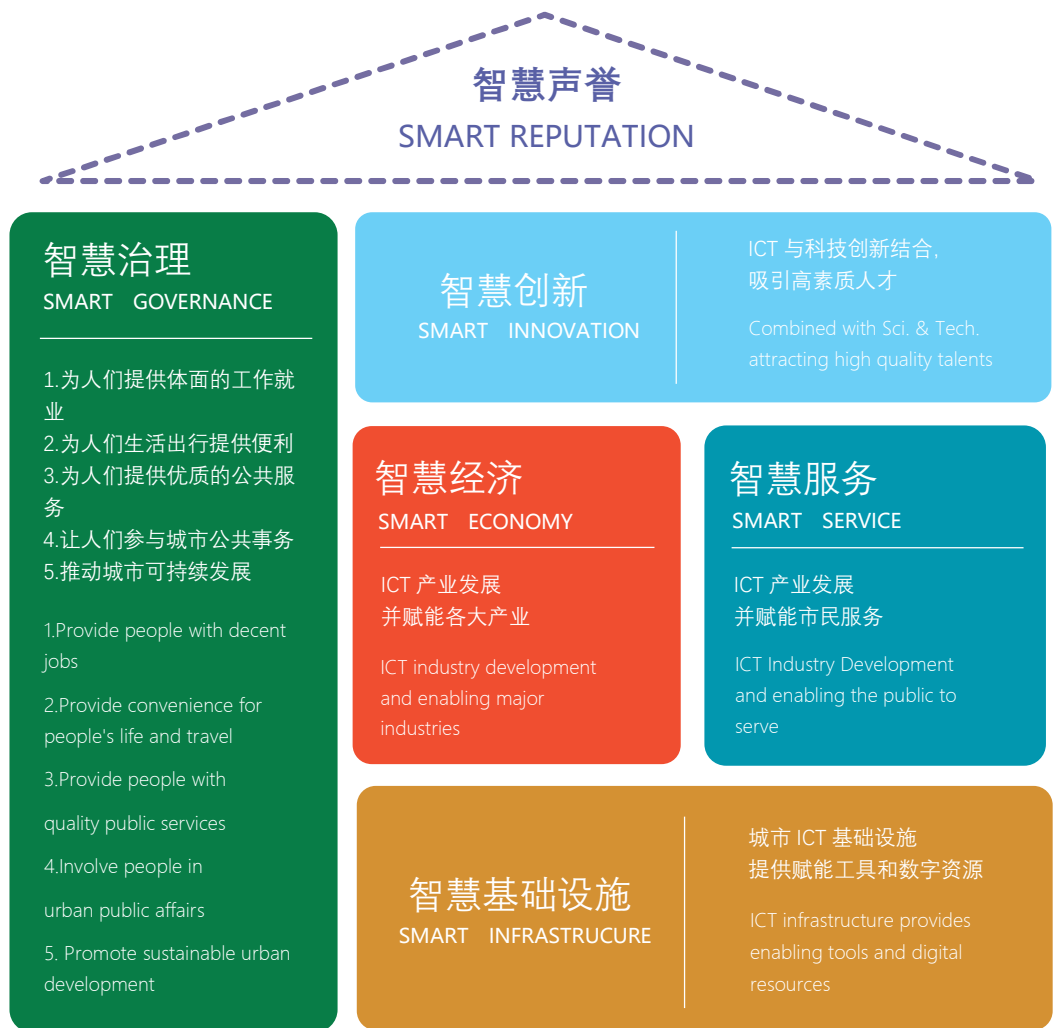 智慧声誉
SMART REPUTATION
智慧治理
SMART GOVERNANCE
1.为人们提供体面的工作就
业
2.为人们生活出行提供便利
3.为人们提供优质的公共服
务
4.让人们参与城市公共事务
5.推动城市可持续发展
1.Provide people with decent
jobs
2.Provide convenience for
people's life and travel
3.Provide people with
quality public services
4.Involve people in
urban public affairs
5. Promote sustainable urban
development
智慧创新
SMART INNOVATION
ICT 与科技创新结合,
吸引高素质人才
Combined with Sci. & Tech.
attracting high quality talents
智慧经济
SMART ECONOMY
ICT 产业发展
并赋能各大产业
ICT industry development
and enabling major
industries
智慧服务
SMART SERVICE
ICT 产业发展
并赋能市民服务
ICT Industry Development
and enabling the public to
serve
智慧基础设施
SMART INFRASTRUCURE
城市 ICT 基础设施
提供赋能工具和数字资源
ICT infrastructure provides
enabling tools and digital
resources